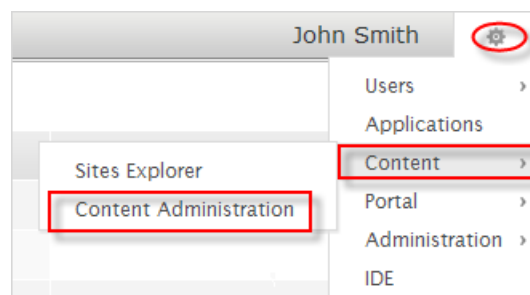 John Smith
Users
Applications
Content
Portal
Administration
IDE
Sites Explorer
Content Administration